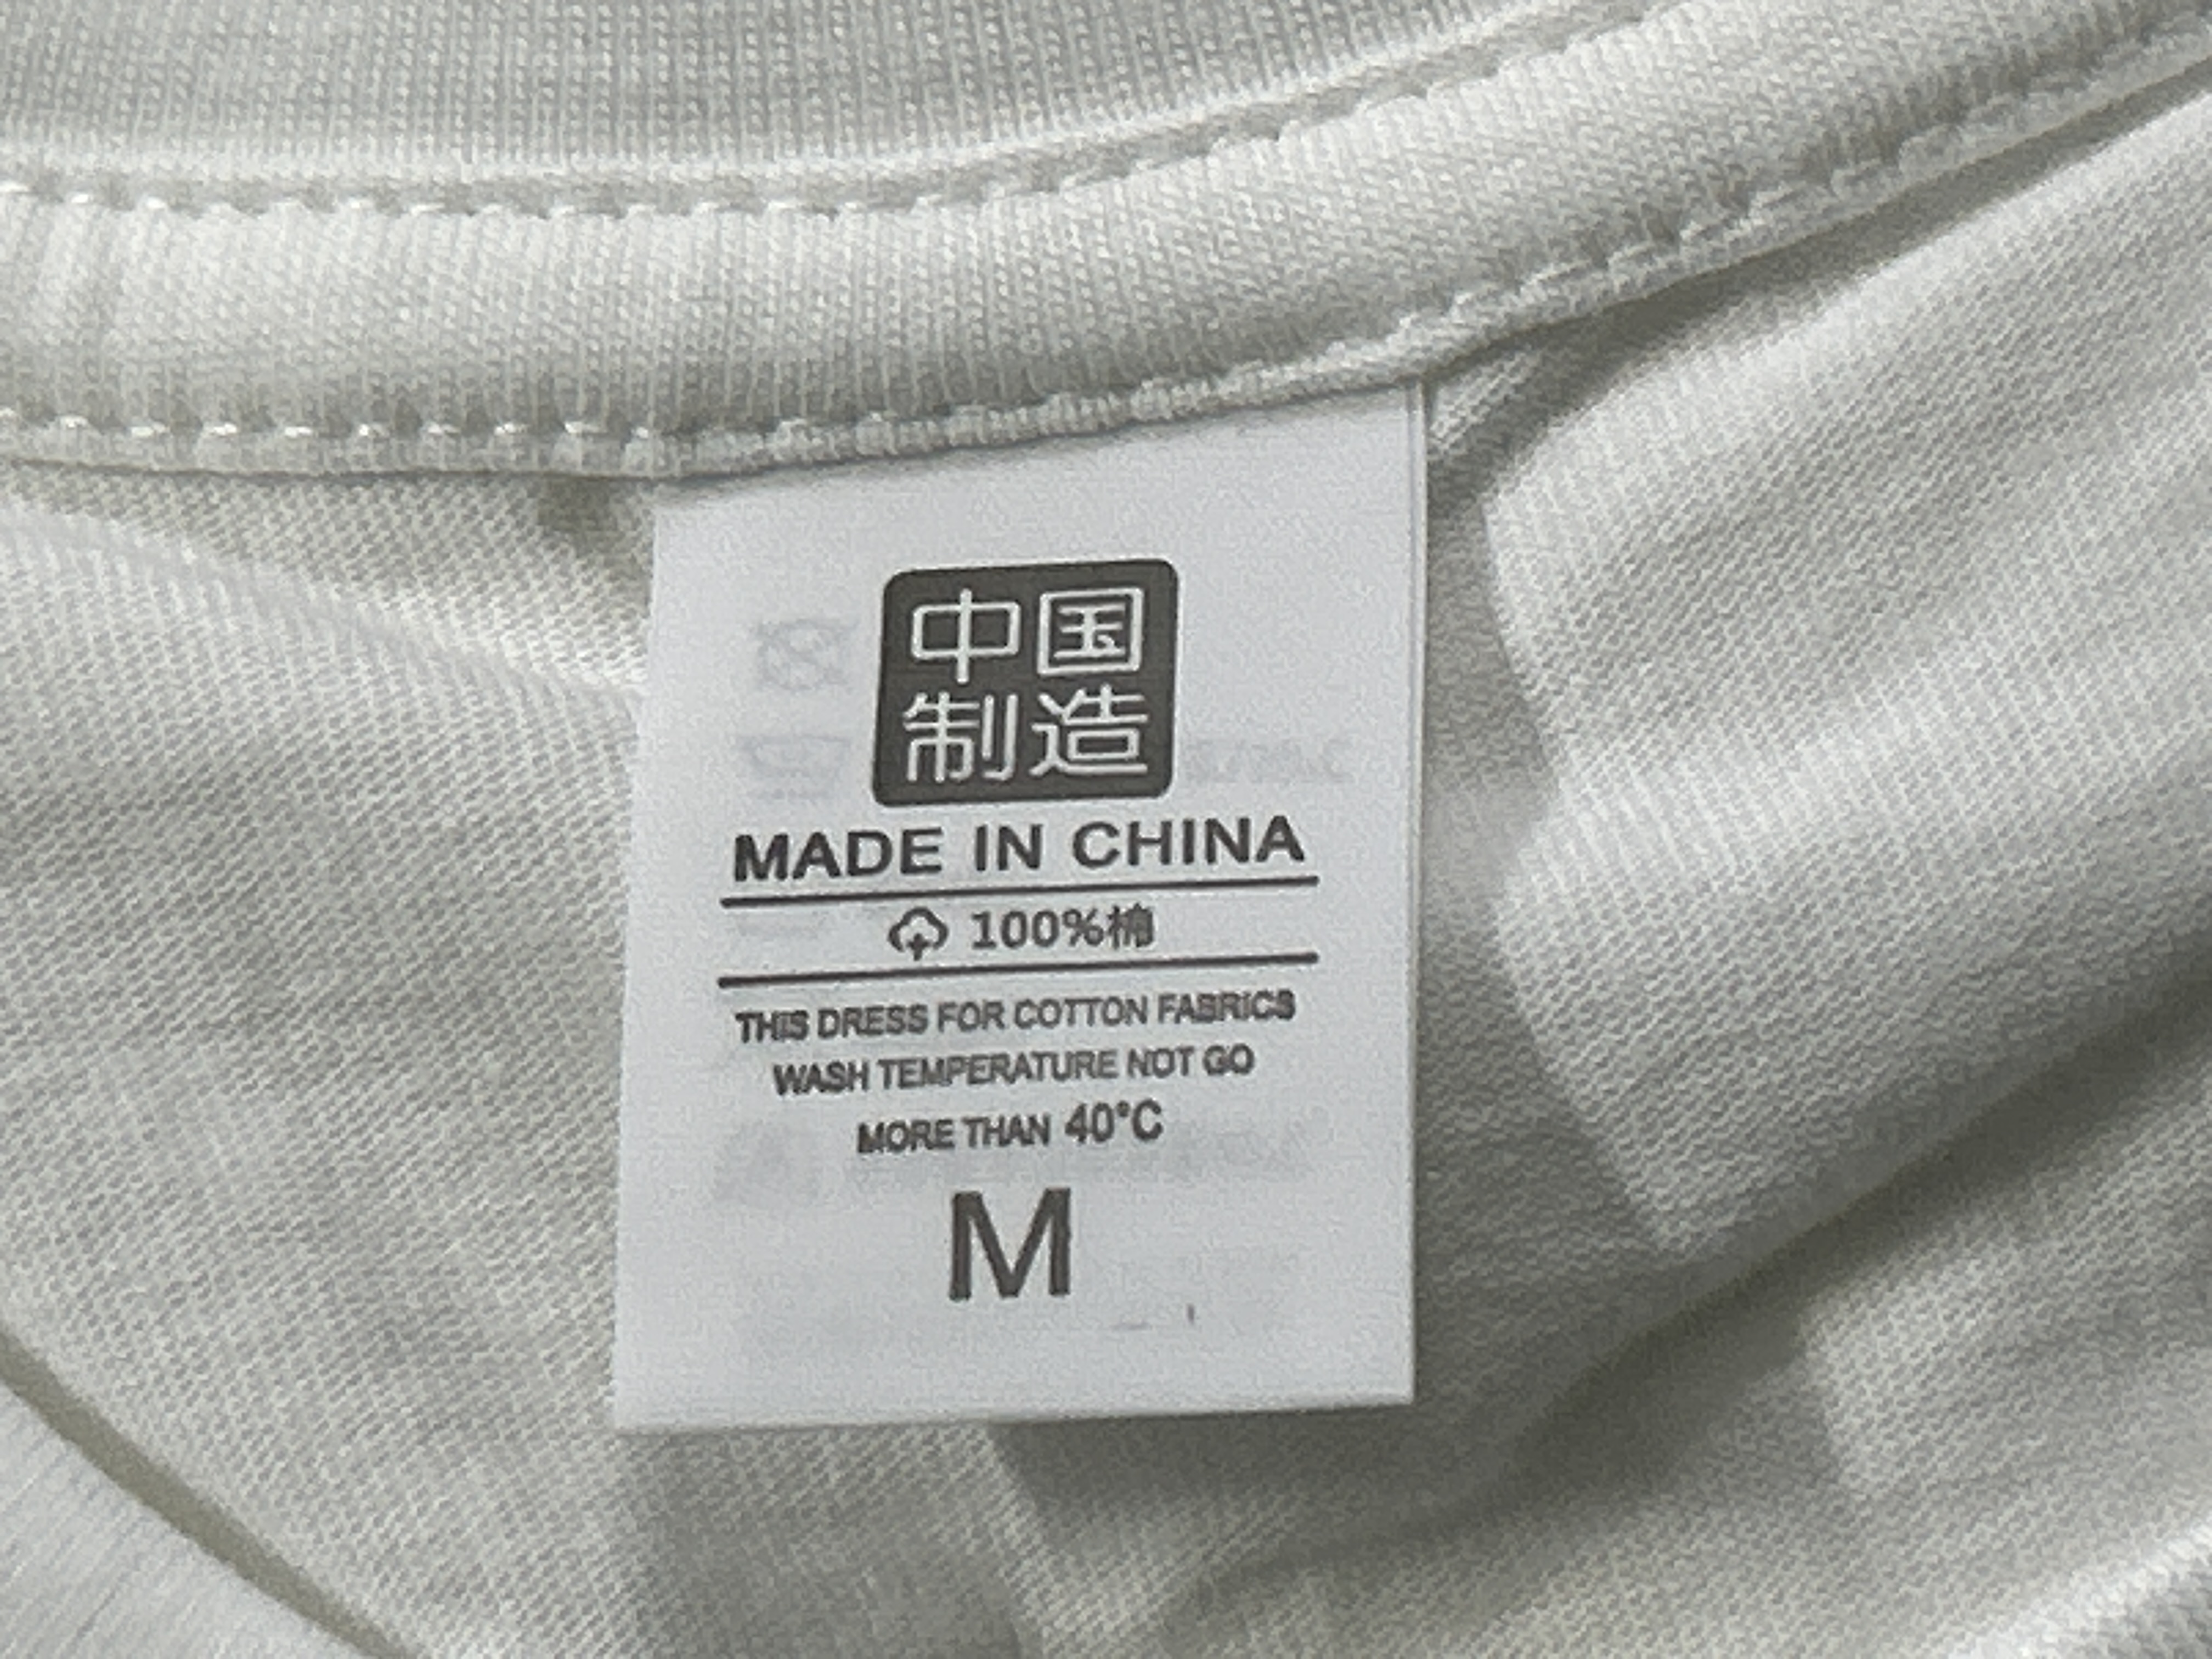 中国
制造
MADE IN CHINA
100%棉
THIS DRESS FOR COTTON FABRICS
WASH TEMPERATURE NOT GO
MORE THAN 40°C
M